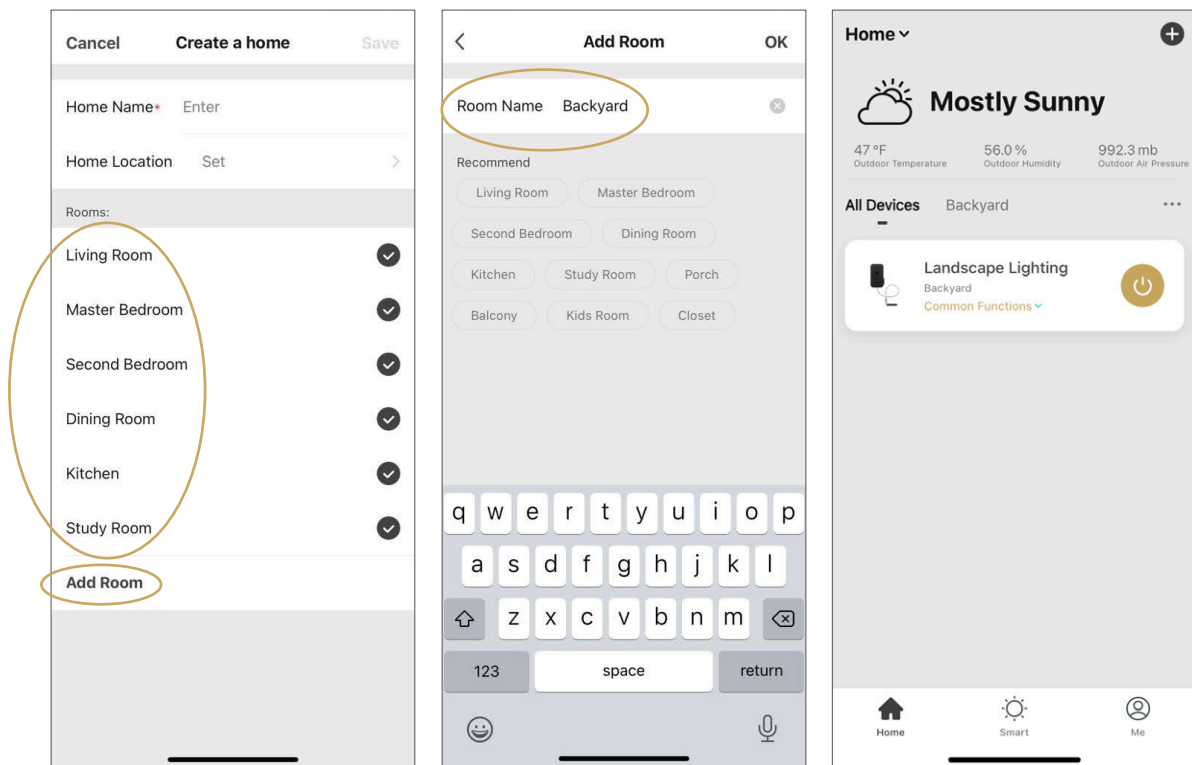 Cancel Create a home Save
Home Name* Enter
Home Location Set
Rooms:
Living Room
Master Bedroom
Second Bedroom
Dining Room
Kitchen
Study Room
Add Room
Add Room OK
Room Name Backyard
Recommend
Living Room Master Bedroom
Second Bedroom Dining Room
Kitchen Study Room Porch
Balcony Kids Room Closet
q w e r t y u i o p
a s d f g h j k l
z x c v b n m
123 space return
Home
Mostly Sunny
47 °F 56.0 % 992.3 mb
Outdoor Temperature Outdoor Humidity Outdoor Air Pressure
All Devices Backyard
Landscape Lighting
Backyard
Common Functions
Home Smart Me